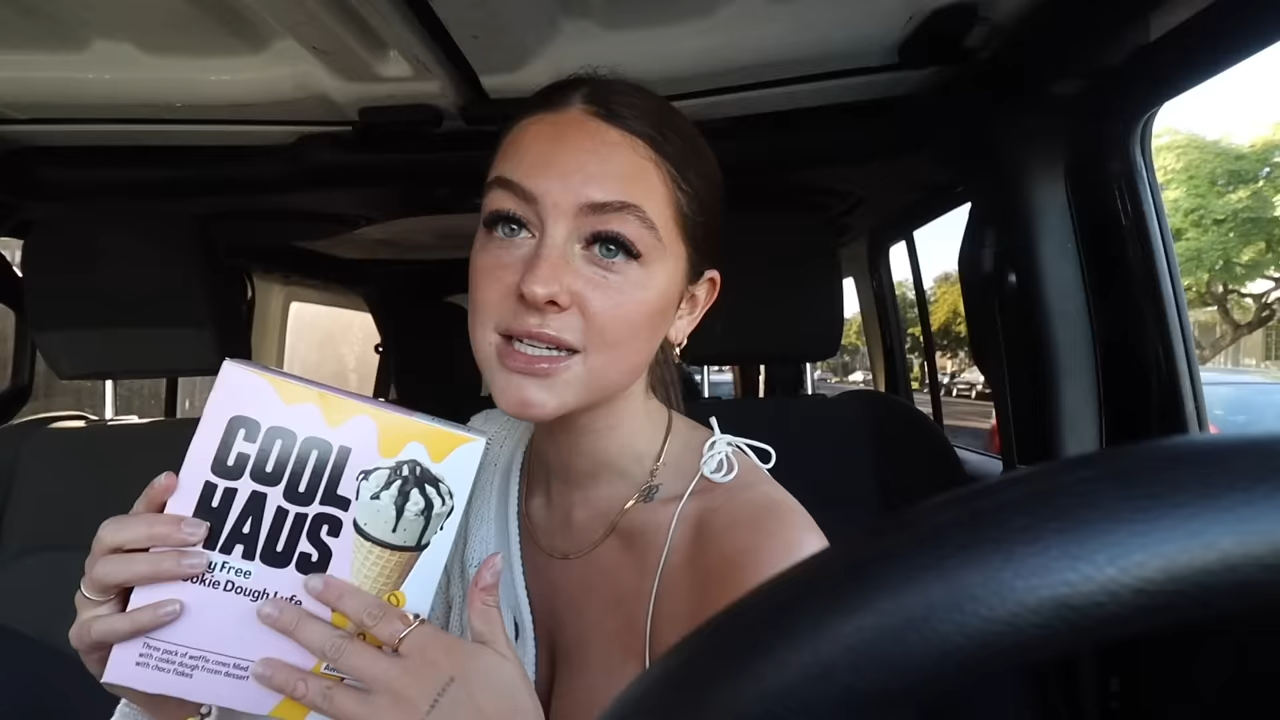 COOL
HAUS
y Free
okie Dough Lyfe
Three pack of waffle cones filled
with cookie dough frozen dessert
with choco flakes